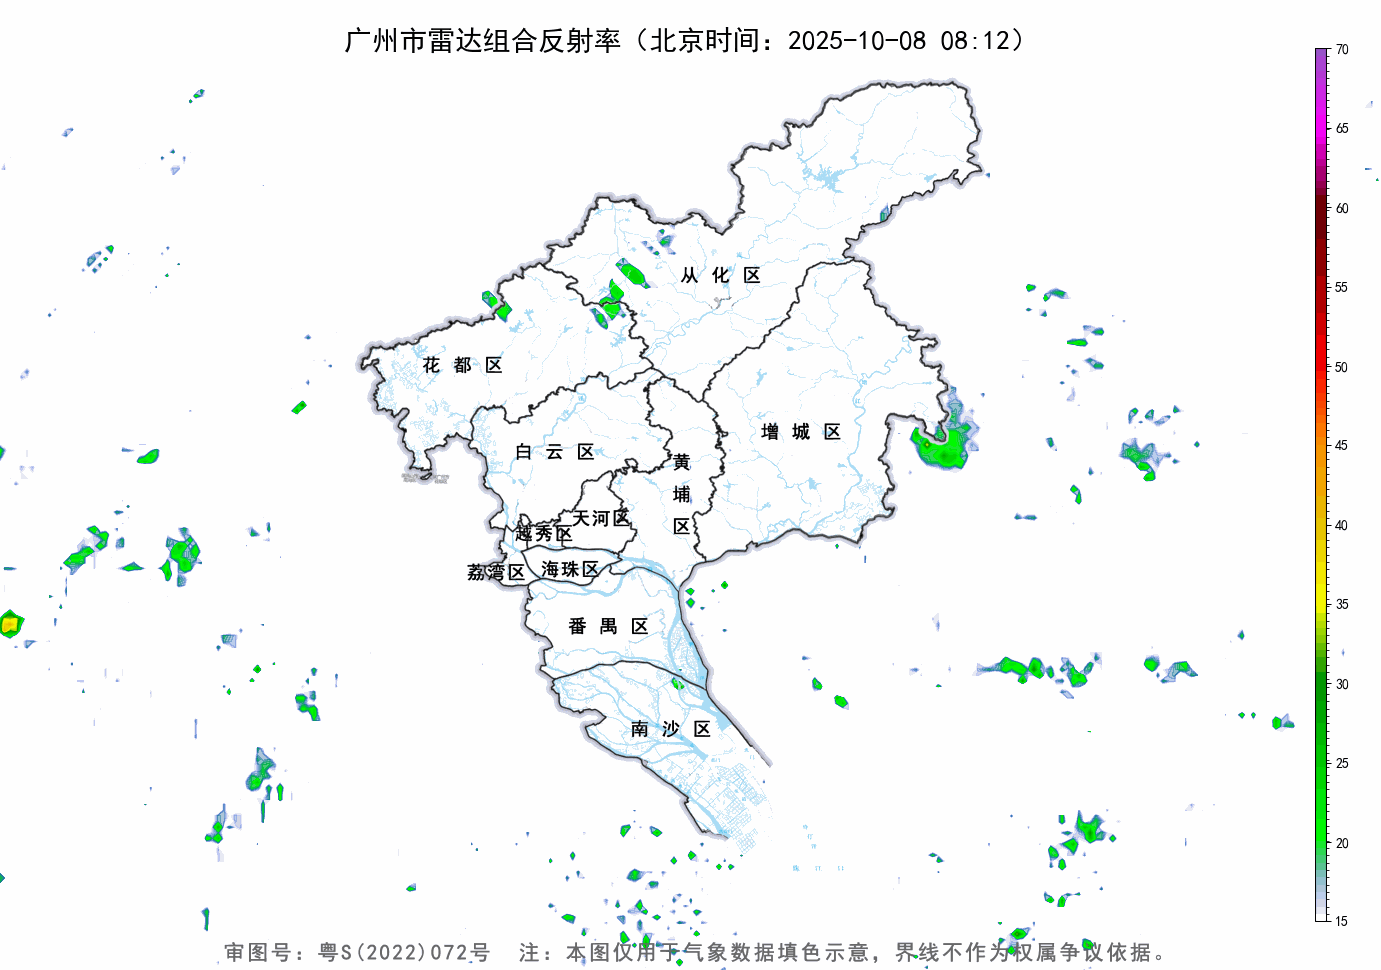 广州市雷达组合反射率（北京时间：2025-10-08 08:12）
70
65
60
55
50
45
40
35
30
25
20
15
从化区
花都区
增城区
白云区
黄埔区
天河区
越秀区
荔湾区
海珠区
番禺区
南沙区
审图号：粤S(2022)072号 注：本图仅用于气象数据填色示意，界线不作为权属争议依据。